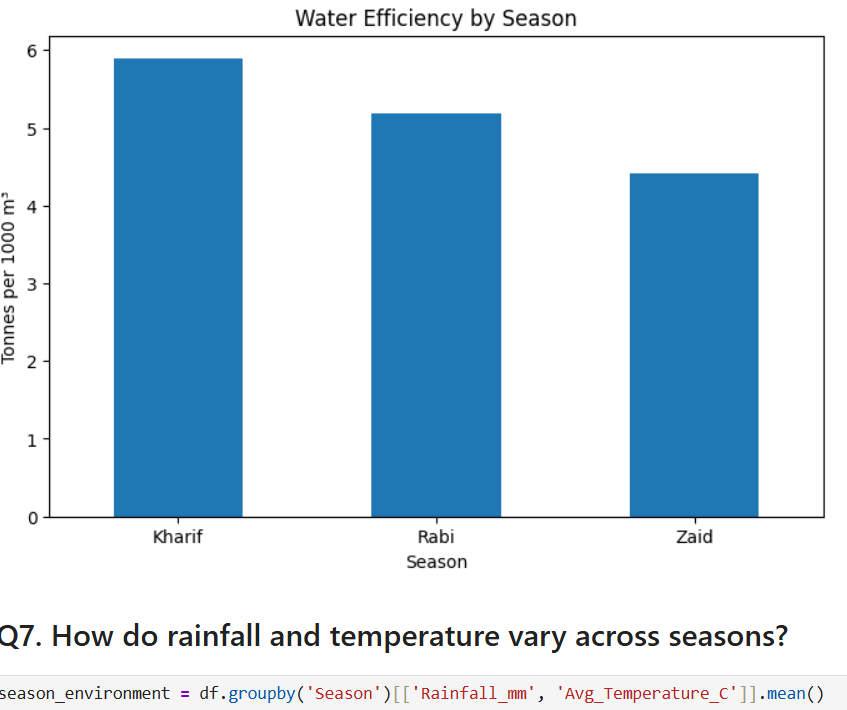 Water Efficiency by Season
6
5
4
3
2
1
0
Tonnes per 1000 m³
Kharif Rabi Zaid
Season
Q7. How do rainfall and temperature vary across seasons?
season_environment = df.groupby('Season')[['Rainfall_mm', 'Avg_Temperature_C']].mean()